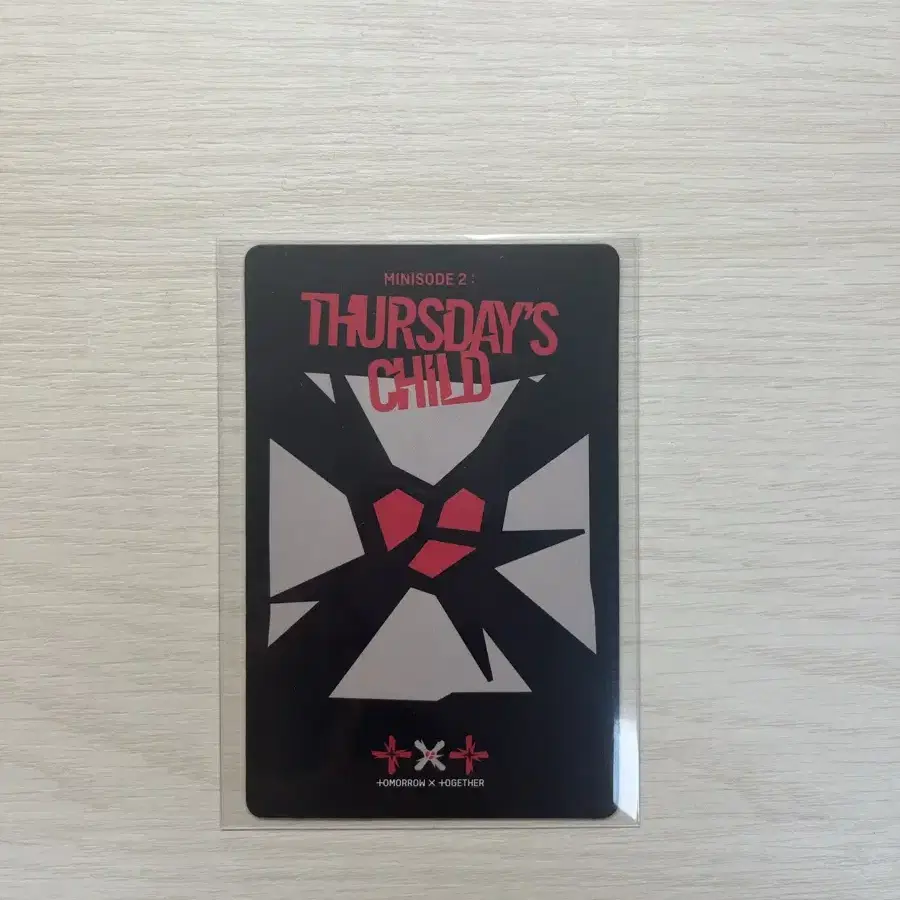 MINISODE 2 :
THURSDAY'S
CHiLD
+×+
+OMORROW × +OGETHER